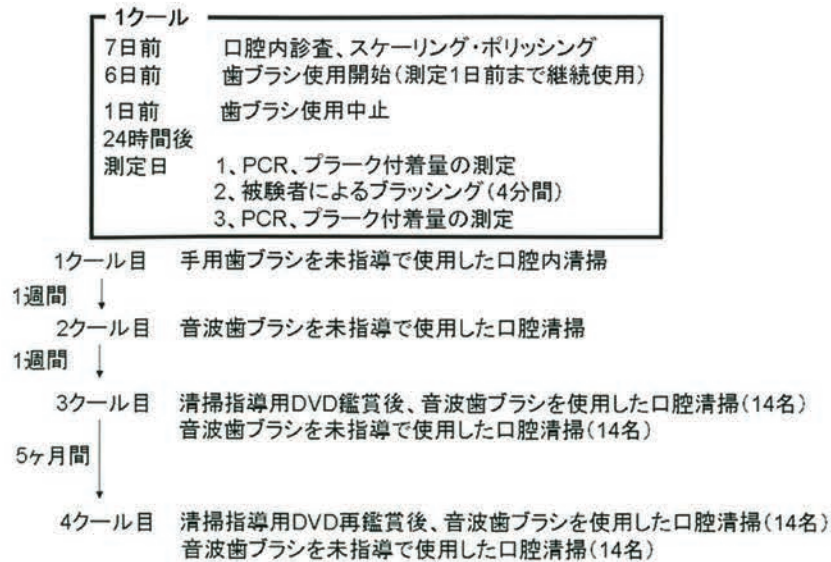 1クール
7日前 口腔内診査、スケーリング・ポリッシング
6日前 歯ブラシ使用開始(測定1日前まで継続使用)
1日前 歯ブラシ使用中止
24時間後
測定日 1、PCR、プラーク付着量の測定
2、被験者によるブラッシング(4分間)
3、PCR、プラーク付着量の測定
1クール目 手用歯ブラシを未指導で使用した口腔内清掃
1週間
2クール目 音波歯ブラシを未指導で使用した口腔清掃
1週間
3クール目 清掃指導用DVD鑑賞後、音波歯ブラシを使用した口腔清掃(14名)
音波歯ブラシを未指導で使用した口腔清掃(14名)
5ヶ月間
4クール目 清掃指導用DVD再鑑賞後、音波歯ブラシを使用した口腔清掃(14名)
音波歯ブラシを未指導で使用した口腔清掃(14名)